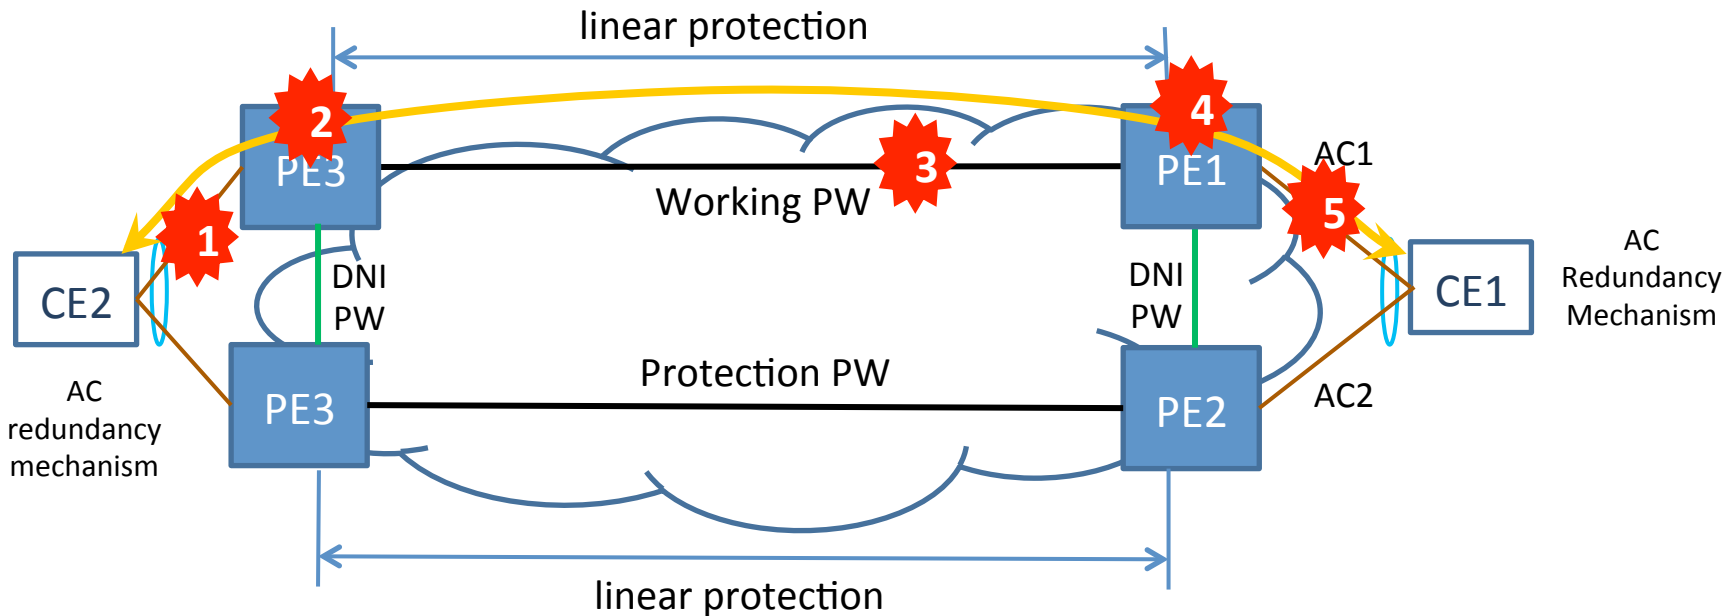 linear protection
2
4
PE3
3
PE1
AC1
Working PW
1
5
CE2
DNI
PW
DNI
PW
CE1
AC
Redundancy
Mechanism
AC
redundancy
mechanism
PE3
Protection PW
PE2
AC2
linear protection